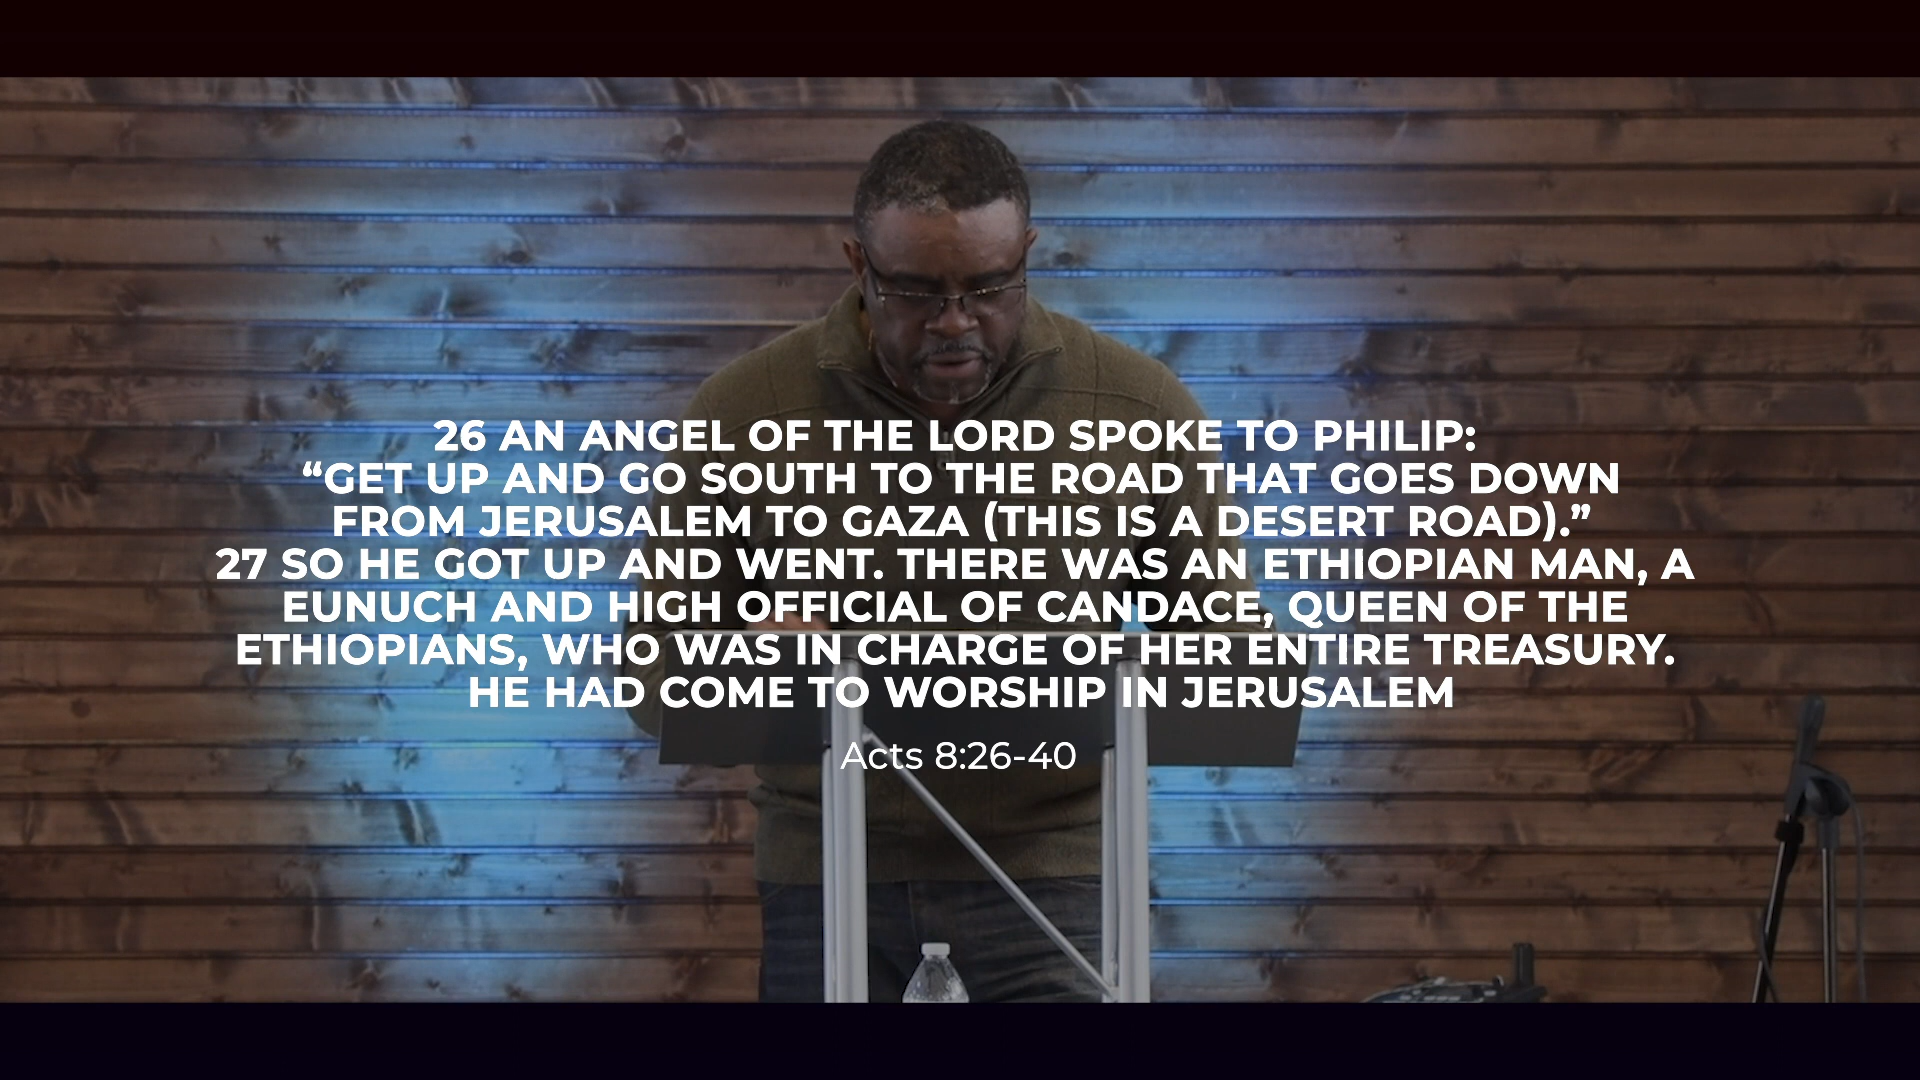 26 AN ANGEL OF THE LORD SPOKE TO PHILIP:
“GET UP AND GO SOUTH TO THE ROAD THAT GOES DOWN
FROM JERUSALEM TO GAZA (THIS IS A DESERT ROAD).”
27 SO HE GOT UP AND WENT. THERE WAS AN ETHIOPIAN MAN, A
EUNUCH AND HIGH OFFICIAL OF CANDACE, QUEEN OF THE
ETHIOPIANS, WHO WAS IN CHARGE OF HER ENTIRE TREASURY.
HE HAD COME TO WORSHIP IN JERUSALEM
Acts 8:26-40